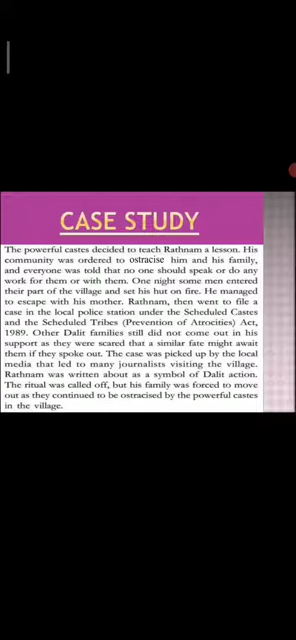 CASE STUDY
The powerful castes decided to teach Rathnam a lesson. His
community was ordered to ostracise him and his family,
and everyone was told that no one should speak or do any
work for them or with them. One night some men entered
their part of the village and set his hut on fire. He managed
to escape with his mother. Rathnam, then went to file a
case in the local police station under the Scheduled Castes
and the Scheduled Tribes (Prevention of Atrocities) Act,
1989. Other Dalit families still did not come out in his
support as they were scared that a similar fate might await
them if they spoke out. The case was picked up by the local
media that led to many journalists visiting the village.
Rathnam was written about as a symbol of Dalit action.
The ritual was called off, but his family was forced to move
out as they continued to be ostracised by the powerful castes
in the village.